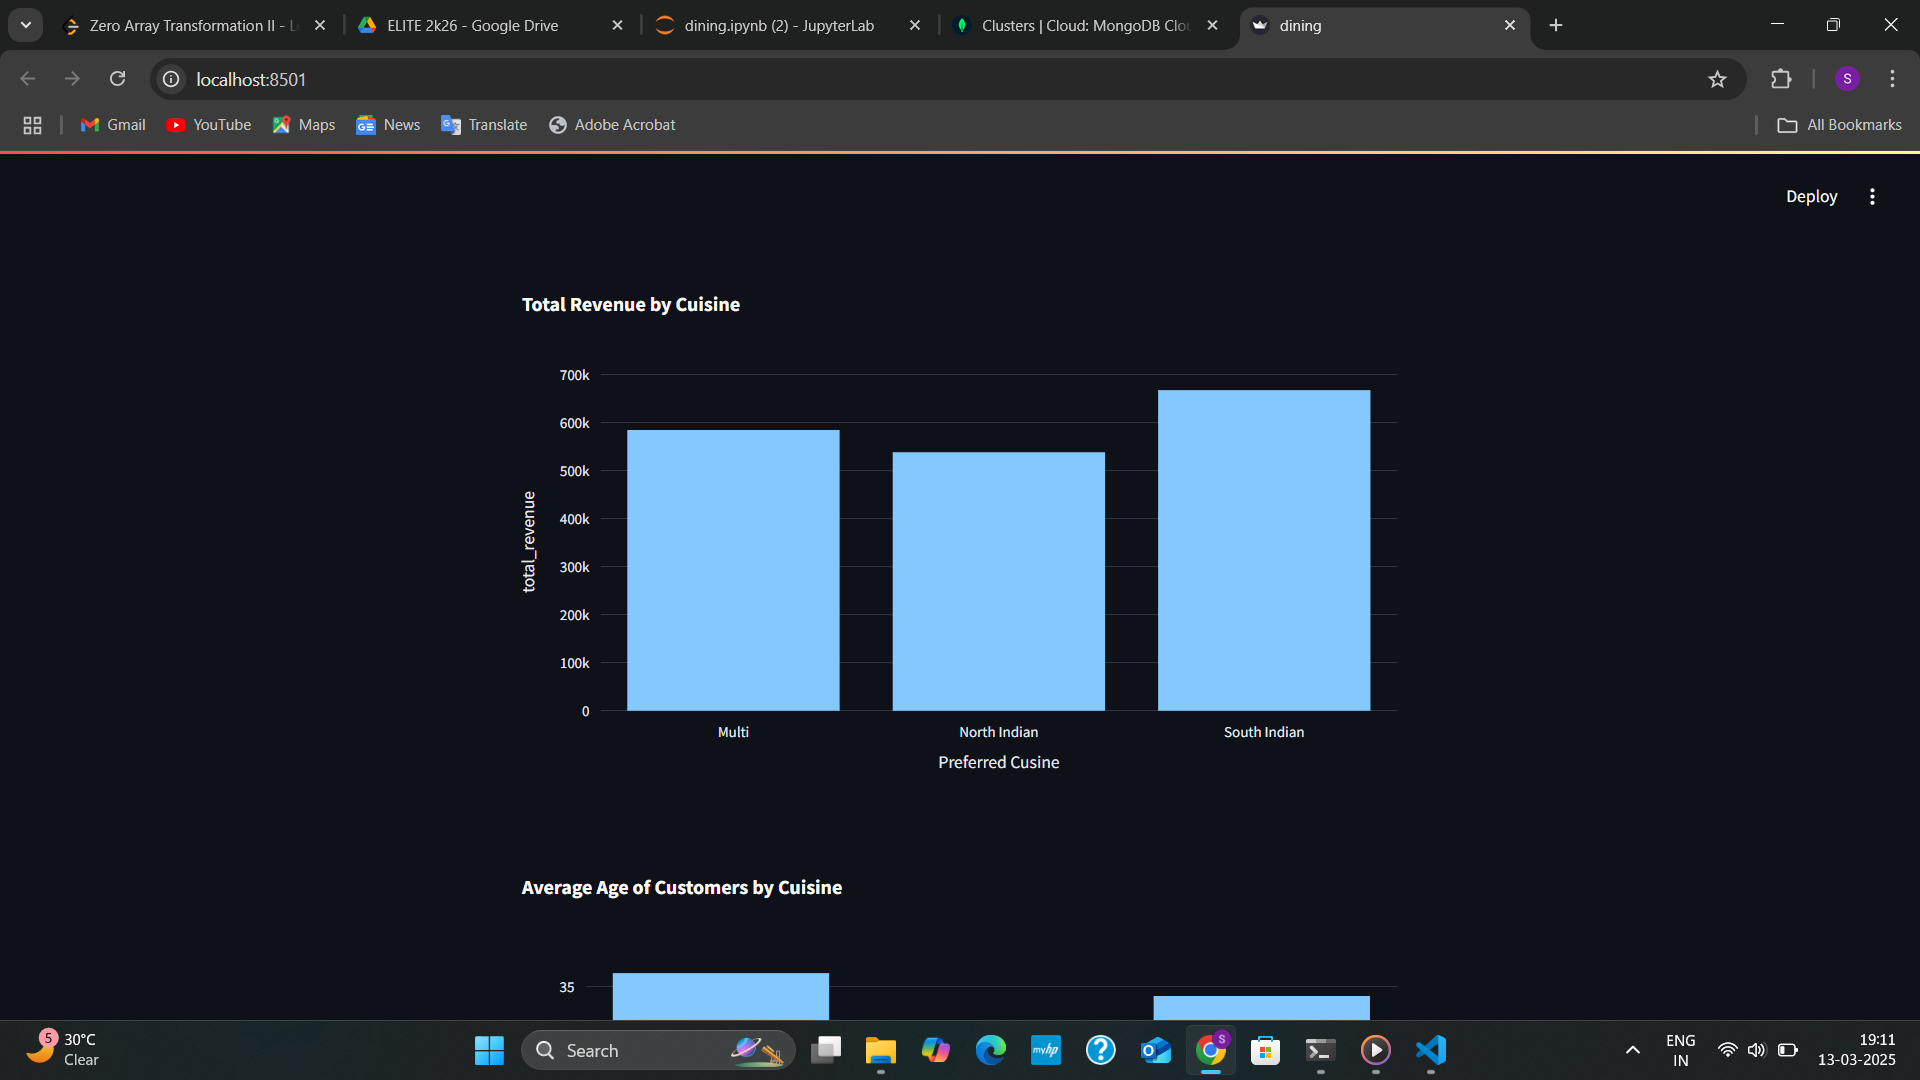 Zero Array Transformation II - L
ELITE 2k26 - Google Drive
dining.ipynb (2) - JupyterLab
Clusters | Cloud: MongoDB Clou
dining
localhost:8501
S
Gmail
YouTube
Maps
News
Translate
Adobe Acrobat
All Bookmarks
Deploy
Total Revenue by Cuisine
700k
600k
500k
400k
300k
200k
100k
0
total_revenue
Multi
North Indian
South Indian
Preferred Cusine
Average Age of Customers by Cuisine
35
5
30°C
Clear
Search
myhp
S
ENG
IN
19:11
13-03-2025